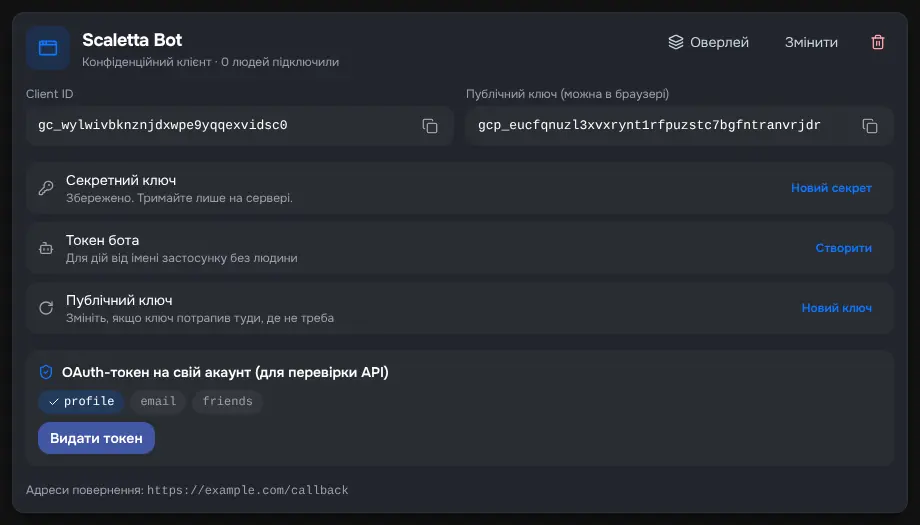 Scaletta Bot
Конфіденційний клієнт · 0 людей підключили
Оверлей
Змінити
Client ID
gc_wylwivbknznjdxwpe9yqqexvidsc0
Публічний ключ (можна в браузері)
gcp_eucfqnuzl3xvxrynt1rfpuzstc7bgfntranvrjdr
Секретний ключ
Збережено. Тримайте лише на сервері.
Новий секрет
Токен бота
Для дій від імені застосунку без людини
Створити
Публічний ключ
Змініть, якщо ключ потрапив туди, де не треба
Новий ключ
OAuth-токен на свій акаунт (для перевірки API)
profile
email
friends
Видати токен
Адреси повернення: https://example.com/callback